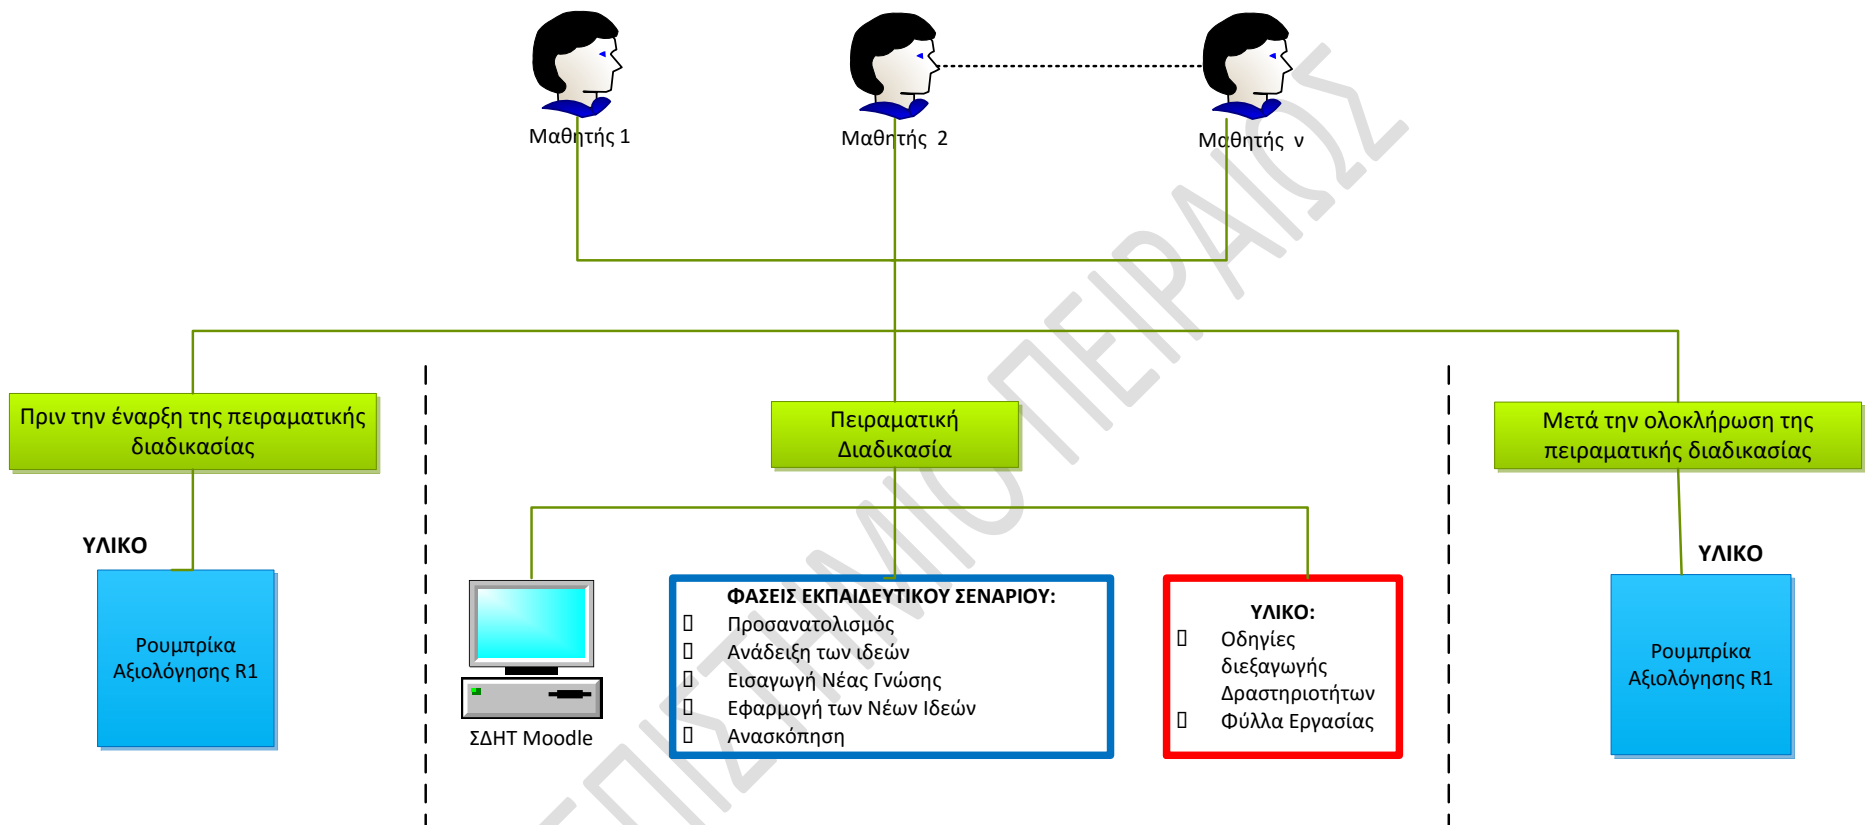 Μαθητής 1
Μαθητής 2
Μαθητής ν
Πριν την έναρξη της πειραματικής
διαδικασίας
Πειραματική
Διαδικασία
Μετά την ολοκλήρωση της
πειραματικής διαδικασίας
ΥΛΙΚΟ
Ρουμπρίκα
Αξιολόγησης R1
ΣΔΗΤ Moodle
ΦΑΣΕΙΣ ΕΚΠΑΙΔΕΥΤΙΚΟΥ ΣΕΝΑΡΙΟΥ:
Προσανατολισμός
Ανάδειξη των ιδεών
Εισαγωγή Νέας Γνώσης
Εφαρμογή των Νέων Ιδεών
Ανασκόπηση
ΥΛΙΚΟ:
Οδηγίες
διεξαγωγής
Δραστηριοτήτων
Φύλλα Εργασίας
ΥΛΙΚΟ
Ρουμπρίκα
Αξιολόγησης R1
ΕΠΙΣΤΗΜΙΟ ΠΕΙΡΑΙΩΣ